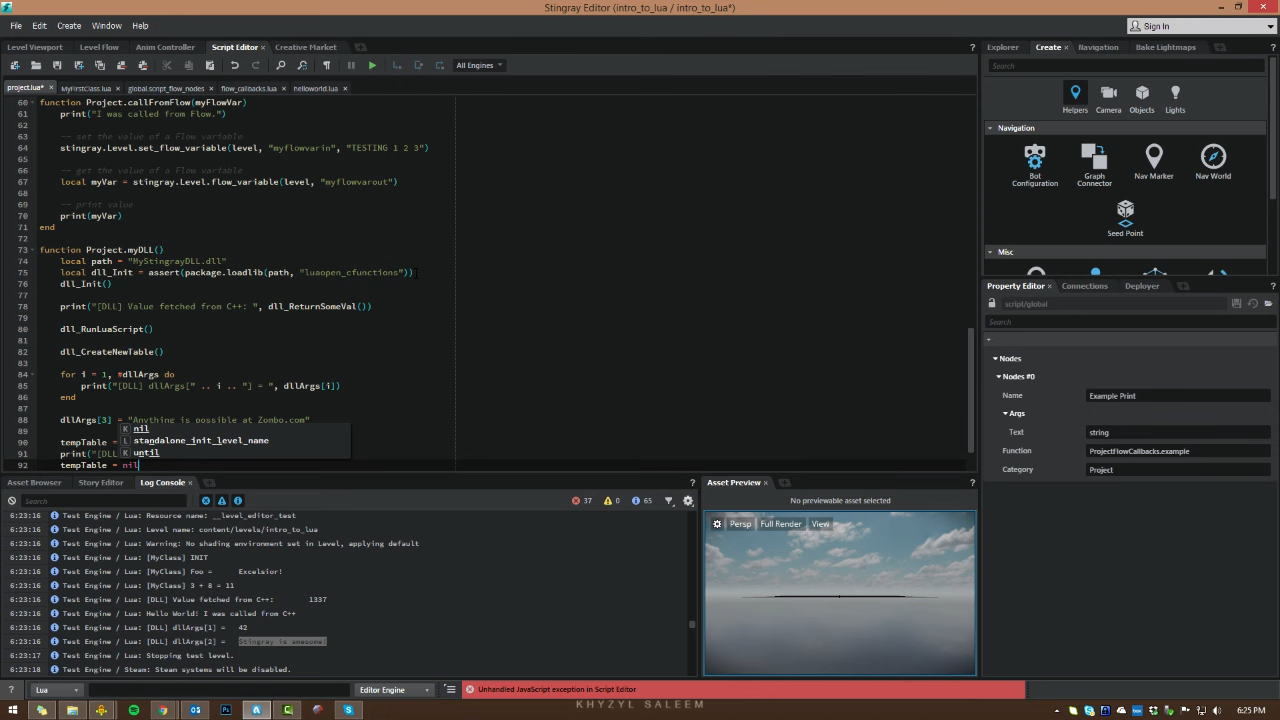 Stingray Editor (intro_to_lua / intro_to_lua*)
File Edit Create Window Help
Sign In
Level Viewport Level Flow Anim Controller Script Editor Creative Market
Explorer Create Navigation Bake Lightmaps
All Engines
Search
project.lua* MyFirstClass.lua global.script_flow_nodes flow_callbacks.lua helloworld.lua
Helpers Camera Objects Lights
60 function Project.callFromFlow(myFlowVar)
61 print("I was called from Flow.")
62
63 -- set the value of a Flow variable
64 stingray.Level.set_flow_variable(level, "myflowvarin", "TESTING 1 2 3")
65
66 -- get the value of a Flow variable
67 local myVar = stingray.Level.flow_variable(level, "myflowvarout")
68
69 -- print value
70 print(myVar)
71 end
72
73 function Project.myDLL()
74 local path = "MyStingrayDLL.dll"
75 local dll_Init = assert(package.loadlib(path, "luaopen_cfunctions"))
76 dll_Init()
77
78 print("[DLL] Value fetched from C++: ", dll_ReturnSomeVal())
79
80 dll_RunLuaScript()
81
82 dll_CreateNewTable()
83
84 for i = 1, #dllArgs do
85 print("[DLL] dllArgs[" .. i .. "] = ", dllArgs[i])
86 end
87
88 dllArgs[3] = "Anything is possible at Zombo.com"
89
90 tempTable =
91 print("[DLL
92 tempTable = nil
K nil
L standalone_init_level_name
K until
Navigation
Bot Configuration
Graph Connector
Nav Marker
Nav World
Seed Point
Misc
Property Editor Connections Deployer
script/global
Search
Nodes
Nodes #0
Name Example Print
Args
Text string
Function ProjectFlowCallbacks.example
Category Project
Asset Browser Story Editor Log Console
Search
37 0 65
6:23:16 Test Engine / Lua: Resource name: __level_editor_test
6:23:16 Test Engine / Lua: Level name: content/levels/intro_to_lua
6:23:16 Test Engine / Lua: Warning: No shading environment set in Level, applying default
6:23:16 Test Engine / Lua: [MyClass] INIT
6:23:16 Test Engine / Lua: [MyClass] Foo = Excelsior!
6:23:16 Test Engine / Lua: [MyClass] 3 + 8 = 11
6:23:16 Test Engine / Lua: [DLL] Value fetched from C++: 1337
6:23:16 Test Engine / Lua: Hello World! I was called from C++
6:23:16 Test Engine / Lua: [DLL] dllArgs[1] = 42
6:23:16 Test Engine / Lua: [DLL] dllArgs[2] = Stingray is awesome!
6:23:17 Test Engine / Lua: Stopping test level.
6:23:18 Test Engine / Lua: Steam: Steam systems will be disabled.
Asset Preview
No previewable asset selected
Persp Full Render View
? Lua Editor Engine Unhandled JavaScript exception in Script Editor
KHYZYL SALEEM
6:25 PM